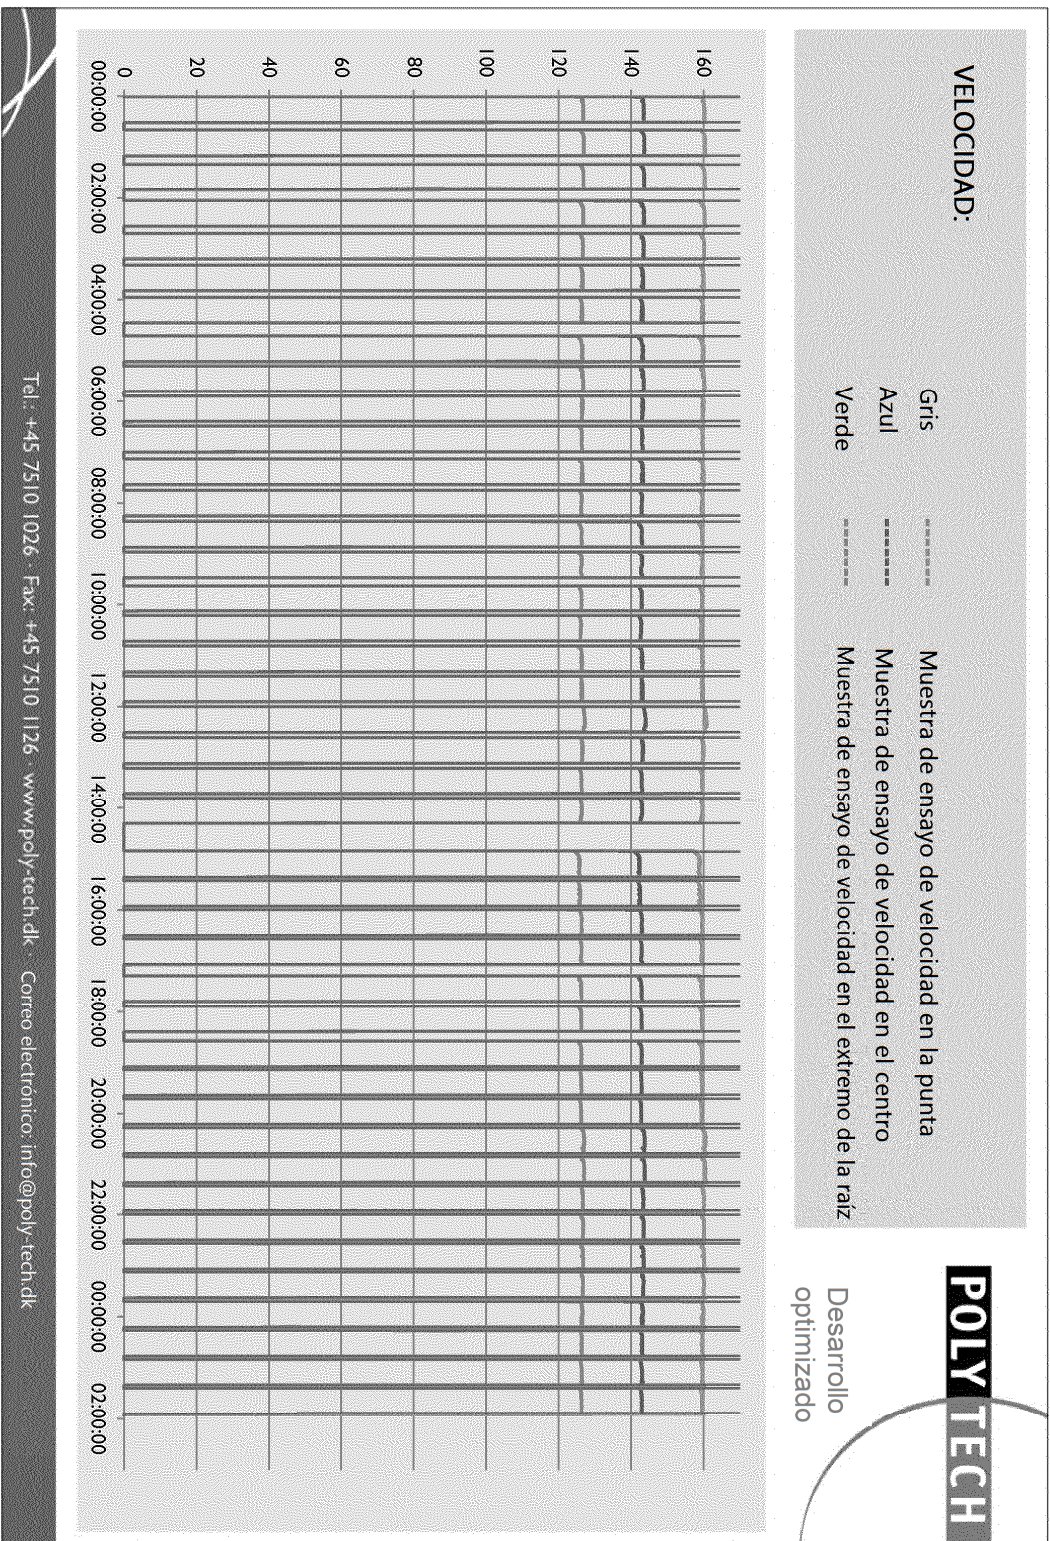 VELOCIDAD:
Gris ------ Muestra de ensayo de velocidad en la punta
Azul ------ Muestra de ensayo de velocidad en el centro
Verde ------ Muestra de ensayo de velocidad en el extremo de la raíz
POLY TECH
Desarrollo
optimizado
160
140
120
100
80
60
40
20
0
00:00:00 02:00:00 04:00:00 06:00:00 08:00:00 10:00:00 12:00:00 14:00:00 16:00:00 18:00:00 20:00:00 22:00:00 00:00:00 02:00:00
Tel.: +45 7510 1026 · Fax: +45 7510 1126 · www.poly-tech.dk · Correo electrónico: info@poly-tech.dk